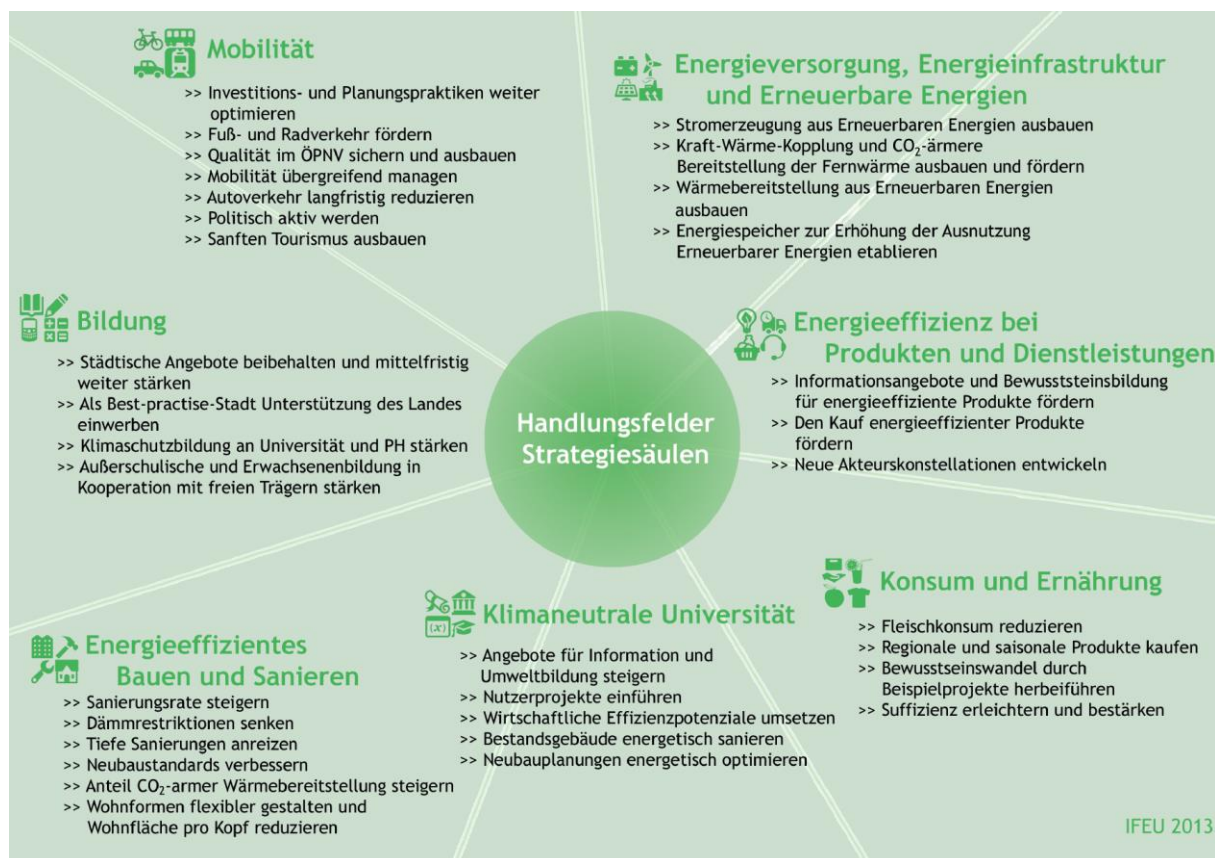 Mobilität
>> Investitions- und Planungspraktiken weiter
optimieren
>> Fuß- und Radverkehr fördern
>> Qualität im ÖPNV sichern und ausbauen
>> Mobilität übergreifend managen
>> Autoverkehr langfristig reduzieren
>> Politisch aktiv werden
>> Sanften Tourismus ausbauen
Energieversorgung, Energieinfrastruktur
und Erneuerbare Energien
>> Stromerzeugung aus Erneuerbaren Energien ausbauen
>> Kraft-Wärme-Kopplung und CO₂-ärmere
Bereitstellung der Fernwärme ausbauen und fördern
>> Wärmebereitstellung aus Erneuerbaren Energien
ausbauen
>> Energiespeicher zur Erhöhung der Ausnutzung
Erneuerbarer Energien etablieren
Bildung
>> Städtische Angebote beibehalten und mittelfristig
weiter stärken
>> Als Best-practise-Stadt Unterstützung des Landes
einwerben
>> Klimaschutzbildung an Universität und PH stärken
>> Außerschulische und Erwachsenenbildung in
Kooperation mit freien Trägern stärken
Handlungsfelder
Strategiesäulen
Energieeffizienz bei
Produkten und Dienstleistungen
>> Informationsangebote und Bewusstseinsbildung
für energieeffiziente Produkte fördern
>> Den Kauf energieeffizienter Produkte
fördern
>> Neue Akteurskonstellationen entwickeln
Energieeffizientes
Bauen und Sanieren
>> Sanierungsrate steigern
>> Dämmrestriktionen senken
>> Tiefe Sanierungen anreizen
>> Neubaustandards verbessern
>> Anteil CO₂-armer Wärmebereitstellung steigern
>> Wohnformen flexibler gestalten und
Wohnfläche pro Kopf reduzieren
(x)
Klimaneutrale Universität
>> Angebote für Information und
Umweltbildung steigern
>> Nutzerprojekte einführen
>> Wirtschaftliche Effizienzpotenziale umsetzen
>> Bestandsgebäude energetisch sanieren
>> Neubauplanungen energetisch optimieren
Konsum und Ernährung
>> Fleischkonsum reduzieren
>> Regionale und saisonale Produkte kaufen
>> Bewusstseinswandel durch
Beispielprojekte herbeiführen
>> Suffizienz erleichtern und bestärken
IFEU 2013